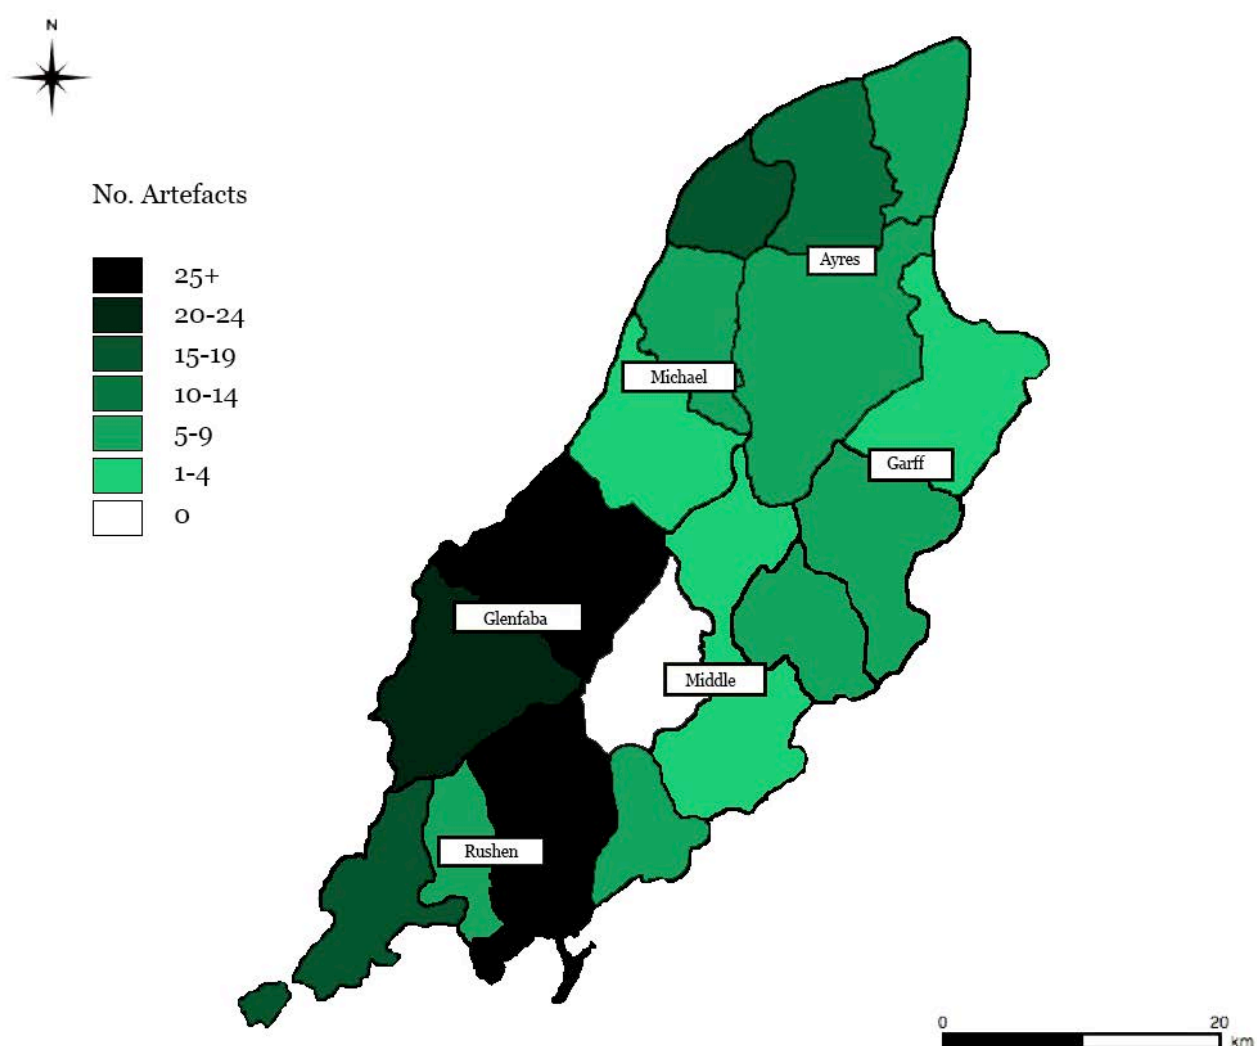 N
No. Artefacts
25+
20-24
15-19
10-14
5-9
1-4
0
Ayres
Michael
Garff
Glenfaba
Middle
Rushen
0 20
km